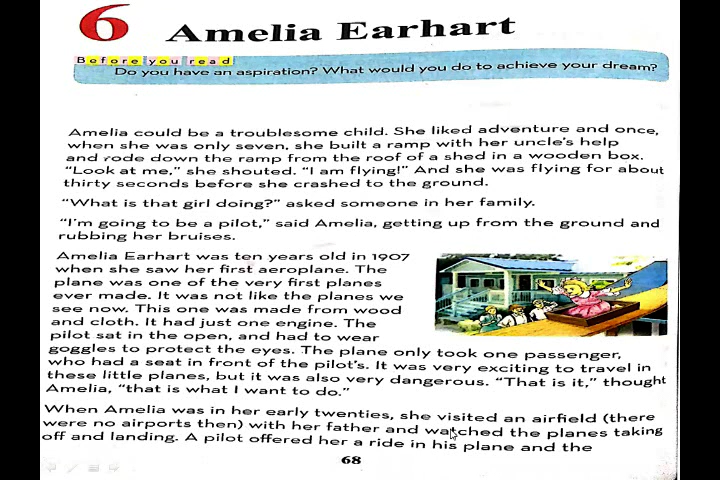 6 Amelia Earhart
Before you read
Do you have an aspiration? What would you do to achieve your dream?
Amelia could be a troublesome child. She liked adventure and once,
when she was only seven, she built a ramp with her uncle's help
and rode down the ramp from the roof of a shed in a wooden box.
"Look at me," she shouted. "I am flying!" And she was flying for about
thirty seconds before she crashed to the ground.
"What is that girl doing?" asked someone in her family.
"I'm going to be a pilot," said Amelia, getting up from the ground and
rubbing her bruises.
Amelia Earhart was ten years old in 1907
when she saw her first aeroplane. The
plane was one of the very first planes
ever made. It was not like the planes we
see now. This one was made from wood
and cloth. It had just one engine. The
pilot sat in the open, and had to wear
goggles to protect the eyes. The plane only took one passenger,
who had a seat in front of the pilot's. It was very exciting to travel in
these little planes, but it was also very dangerous. "That is it," thought
Amelia, "that is what I want to do."
When Amelia was in her early twenties, she visited an airfield (there
were no airports then) with her father and watched the planes taking
off and landing. A pilot offered her a ride in his plane and the
68